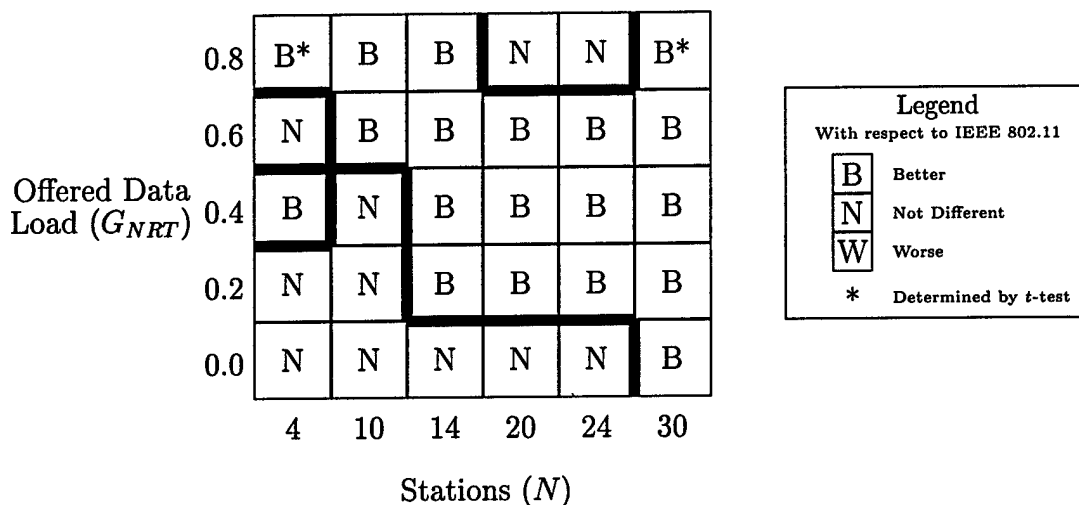 0.8 B* B B N N B*
0.6 N B B B B B
Offered Data
Load (G_NRT) 0.4 B N B B B B
0.2 N N B B B B
0.0 N N N N N B
4 10 14 20 24 30
Stations (N)
Legend
With respect to IEEE 802.11
B Better
N Not Different
W Worse
* Determined by t-test